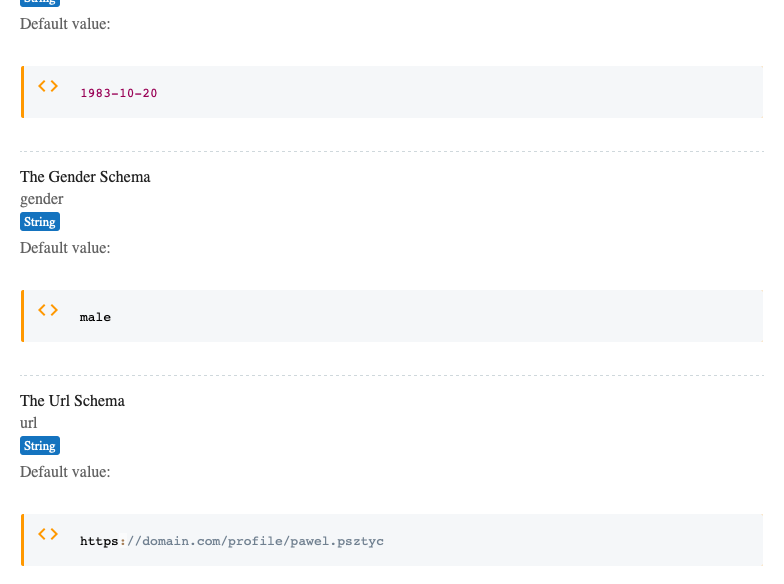 String
Default value:
<> 1983-10-20
The Gender Schema
gender
String
Default value:
<> male
The Url Schema
url
String
Default value:
<> https://domain.com/profile/pawel.psztyc